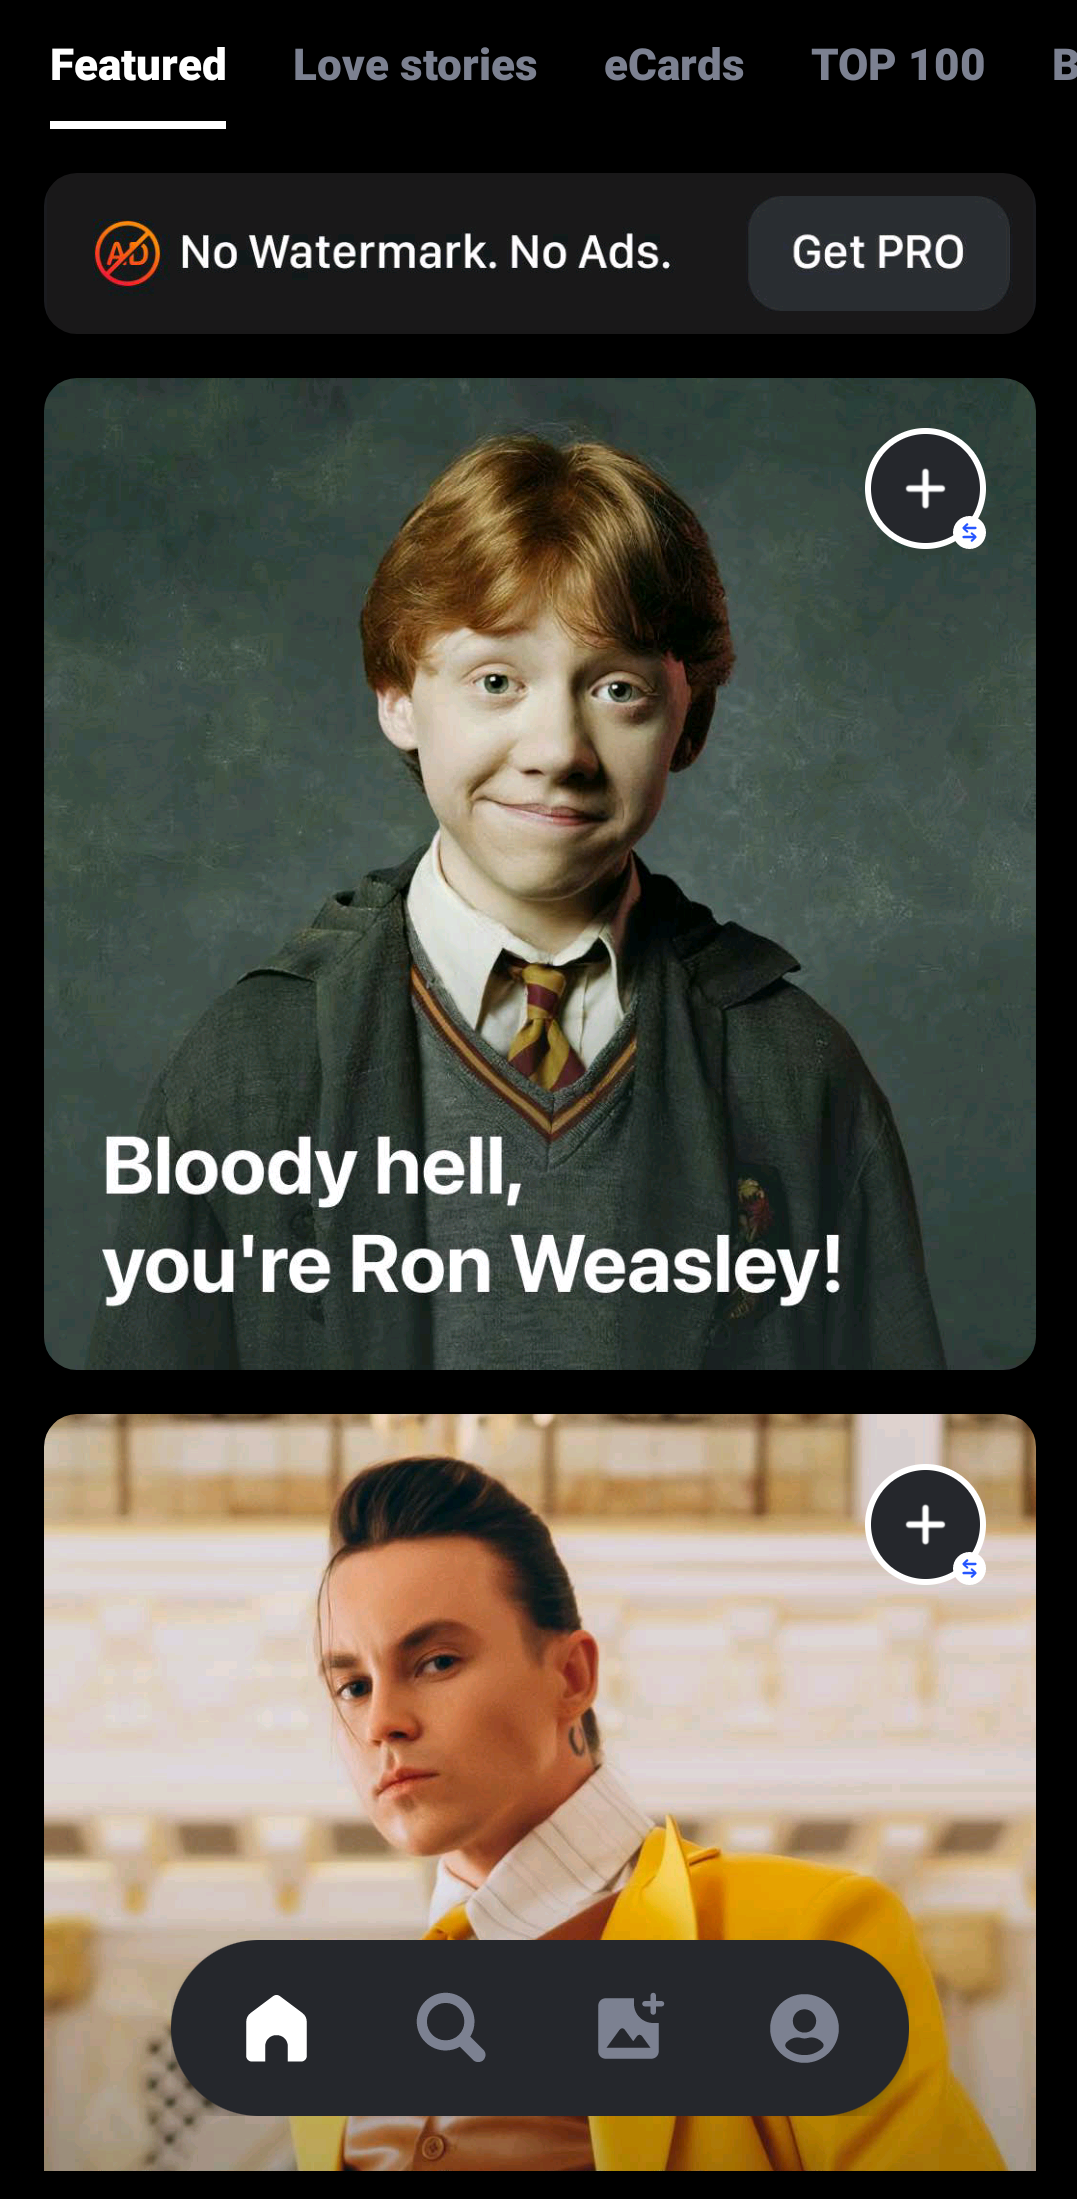 Featured Love stories eCards TOP 100 B
AD No Watermark. No Ads. Get PRO
Bloody hell,
you're Ron Weasley!